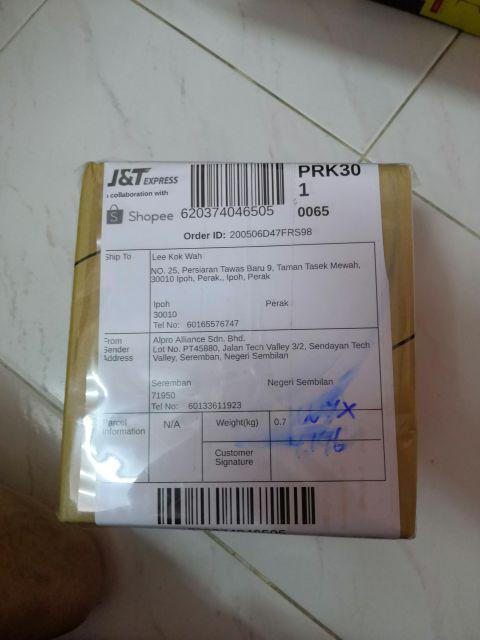 J&T EXPRESS
collaboration with
Shopee
620374046505
PRK30
1
0065
Order ID: 200506D47FRS98
Ship To
Lee Kok Wah
NO. 25, Persiaran Tawas Baru 9, Taman Tasek Mewah,
30010 Ipoh, Perak., Ipoh, Perak
Ipoh Perak
30010
Tel No: 60165576747
From
Sender
Address
Alpro Alliance Sdn. Bhd.
Lot No. PT45880, Jalan Tech Valley 3/2, Sendayan Tech
Valley, Seremban, Negeri Sembilan
Seremban Negeri Sembilan
71950
Tel No: 60133611923
Parcel
Information
N/A
Weight(kg) 0.7
Customer
Signature